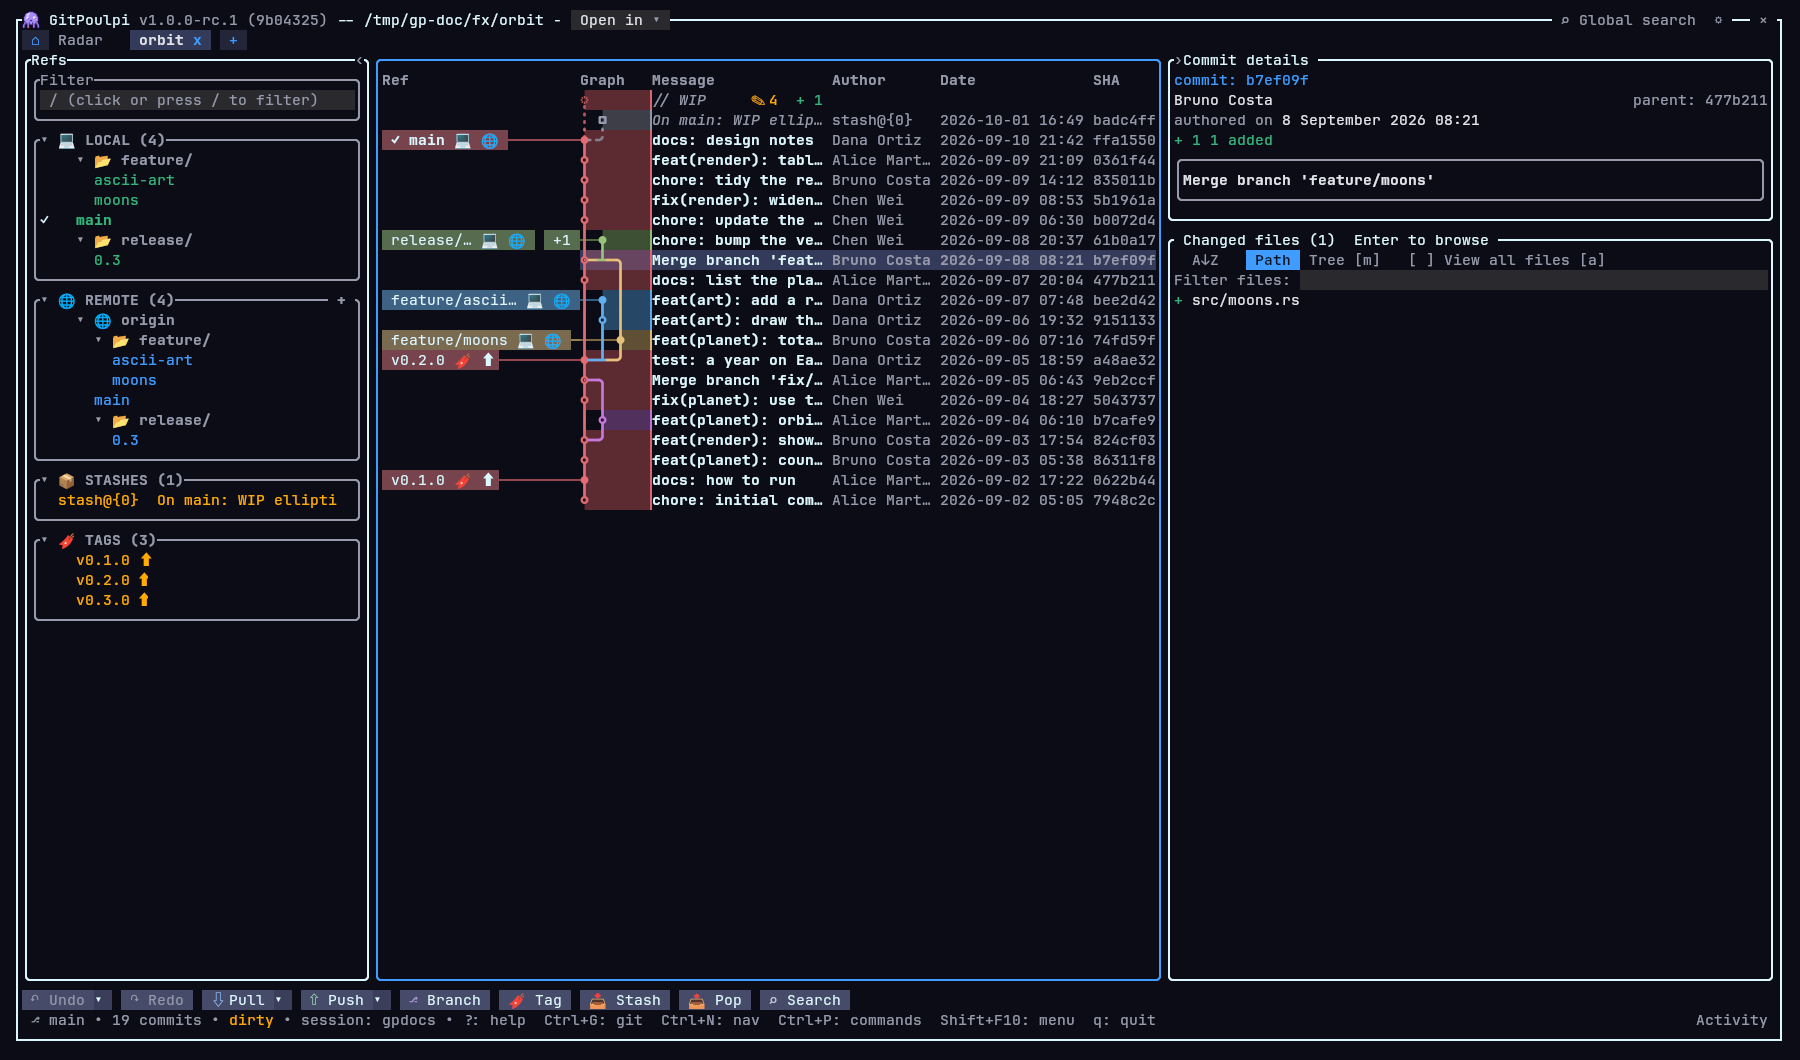 GitPoulpi v1.0.0-rc.1 (9b04325) -- /tmp/gp-doc/fx/orbit - Open in ▾ ⌕ Global search ⚙ ×
⌂ Radar orbit x +
Refs ‹
Filter
/ (click or press / to filter)
▾ 💻 LOCAL (4)
▾ 📂 feature/
ascii-art
moons
✓ main
▾ 📂 release/
0.3
▾ 🌐 REMOTE (4) +
▾ 🌐 origin
▾ 📂 feature/
ascii-art
moons
main
▾ 📂 release/
0.3
▾ 📦 STASHES (1)
stash@{0} On main: WIP ellipti
▾ 🔖 TAGS (3)
v0.1.0 ⬆
v0.2.0 ⬆
v0.3.0 ⬆
Ref Graph Message Author Date SHA
// WIP ✎ 4 + 1
On main: WIP ellip… stash@{0} 2026-10-01 16:49 badc4ff
✓ main 💻 🌐 docs: design notes Dana Ortiz 2026-09-10 21:42 ffa1550
feat(render): tabl… Alice Mart… 2026-09-09 21:09 0361f44
chore: tidy the re… Bruno Costa 2026-09-09 14:12 835011b
fix(render): widen… Chen Wei 2026-09-09 08:53 5b1961a
chore: update the … Chen Wei 2026-09-09 06:30 b0072d4
release/… 💻 🌐 +1 chore: bump the ve… Chen Wei 2026-09-08 20:37 61b0a17
Merge branch 'feat… Bruno Costa 2026-09-08 08:21 b7ef09f
docs: list the pla… Alice Mart… 2026-09-07 20:04 477b211
feature/ascii… 💻 🌐 feat(art): add a r… Dana Ortiz 2026-09-07 07:48 bee2d42
feat(art): draw th… Dana Ortiz 2026-09-06 19:32 9151133
feature/moons 💻 🌐 feat(planet): tota… Bruno Costa 2026-09-06 07:16 74fd59f
v0.2.0 🔖 ⬆ test: a year on Ea… Dana Ortiz 2026-09-05 18:59 a48ae32
Merge branch 'fix/… Alice Mart… 2026-09-05 06:43 9eb2ccf
fix(planet): use t… Chen Wei 2026-09-04 18:27 5043737
feat(planet): orbi… Alice Mart… 2026-09-04 06:10 b7cafe9
feat(render): show… Bruno Costa 2026-09-03 17:54 824cf03
feat(planet): coun… Bruno Costa 2026-09-03 05:38 86311f8
v0.1.0 🔖 ⬆ docs: how to run Alice Mart… 2026-09-02 17:22 0622b44
chore: initial com… Alice Mart… 2026-09-02 05:05 7948c2c
›Commit details
commit: b7ef09f
Bruno Costa parent: 477b211
authored on 8 September 2026 08:21
+ 1 1 added
Merge branch 'feature/moons'
Changed files (1) Enter to browse
A↓Z Path Tree [m] [ ] View all files [a]
Filter files:
+ src/moons.rs
↶ Undo ▾ ↷ Redo ⇩ Pull ▾ ⇧ Push ▾ ⎇ Branch 🔖 Tag 📥 Stash 📤 Pop ⌕ Search
⎇ main • 19 commits • dirty • session: gpdocs • ?: help Ctrl+G: git Ctrl+N: nav Ctrl+P: commands Shift+F10: menu q: quit Activity